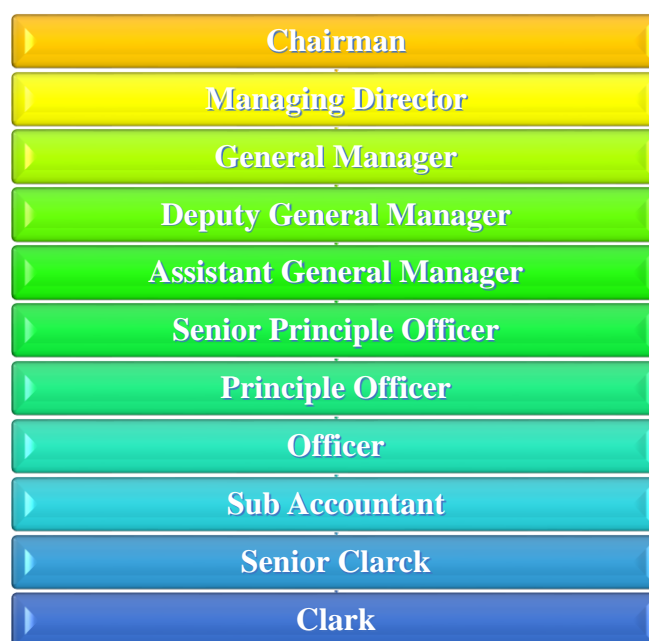 Chairman
Managing Director
General Manager
Deputy General Manager
Assistant General Manager
Senior Principle Officer
Principle Officer
Officer
Sub Accountant
Senior Clarck
Clark